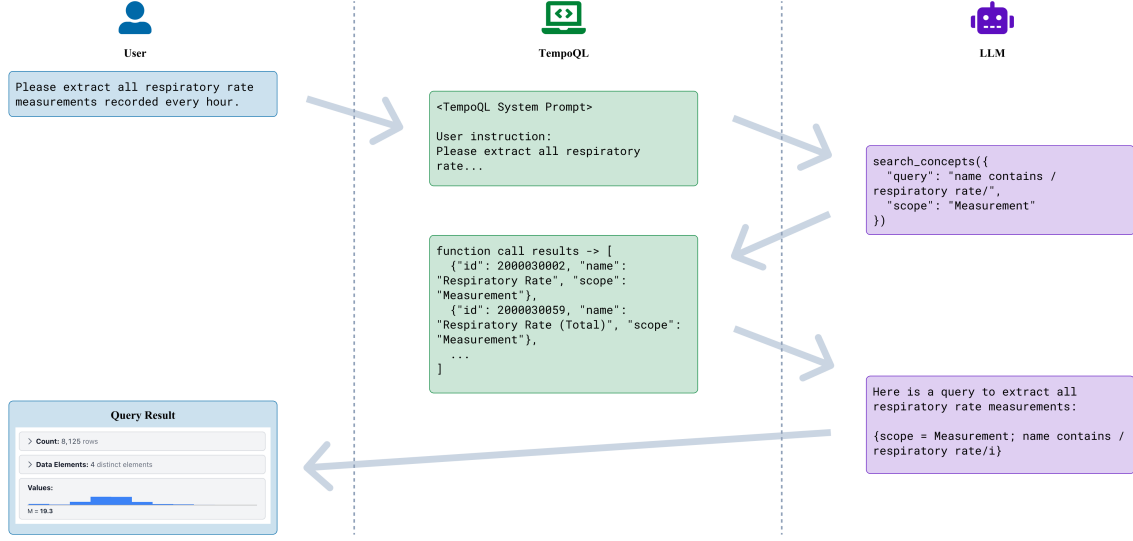 User
TempoQL
LLM
Please extract all respiratory rate
measurements recorded every hour.
<TempoQL System Prompt>
User instruction:
Please extract all respiratory
rate...
search_concepts({
"query": "name contains /
respiratory rate/",
"scope": "Measurement"
})
function call results -> [
{"id": 2000030002, "name":
"Respiratory Rate", "scope":
"Measurement"},
{"id": 2000030059, "name":
"Respiratory Rate (Total)", "scope":
"Measurement"},
...
]
Here is a query to extract all
respiratory rate measurements:
{scope = Measurement; name contains /
respiratory rate/i}
Query Result
> Count: 8,125 rows
> Data Elements: 4 distinct elements
Values:
M = 19.3